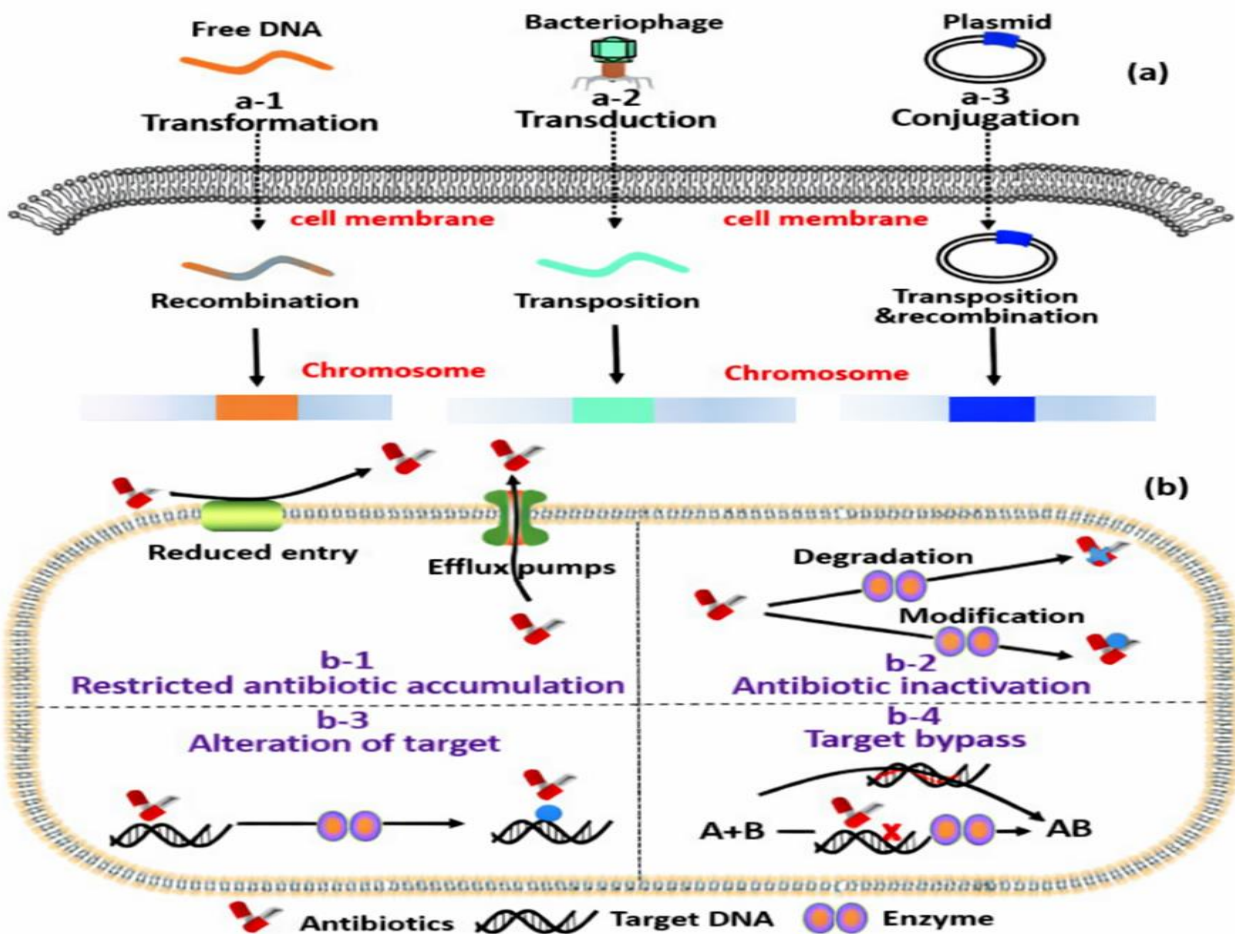 Free DNA
Bacteriophage
Plasmid
(a)
a-1
Transformation
a-2
Transduction
a-3
Conjugation
cell membrane
cell membrane
Recombination
Transposition
Transposition
&recombination
Chromosome
Chromosome
(b)
Reduced entry
Efflux pumps
Degradation
Modification
b-1
Restricted antibiotic accumulation
b-2
Antibiotic inactivation
b-3
Alteration of target
b-4
Target bypass
A+B
X
AB
Antibiotics
Target DNA
Enzyme